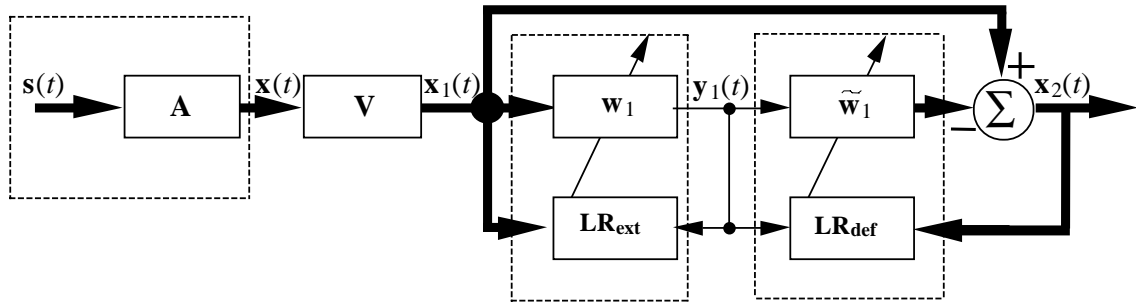 s(t)
A
x(t)
V
x₁(t)
w₁
y₁(t)
w̃₁
+
−
Σ
x₂(t)
LRext
LRdef